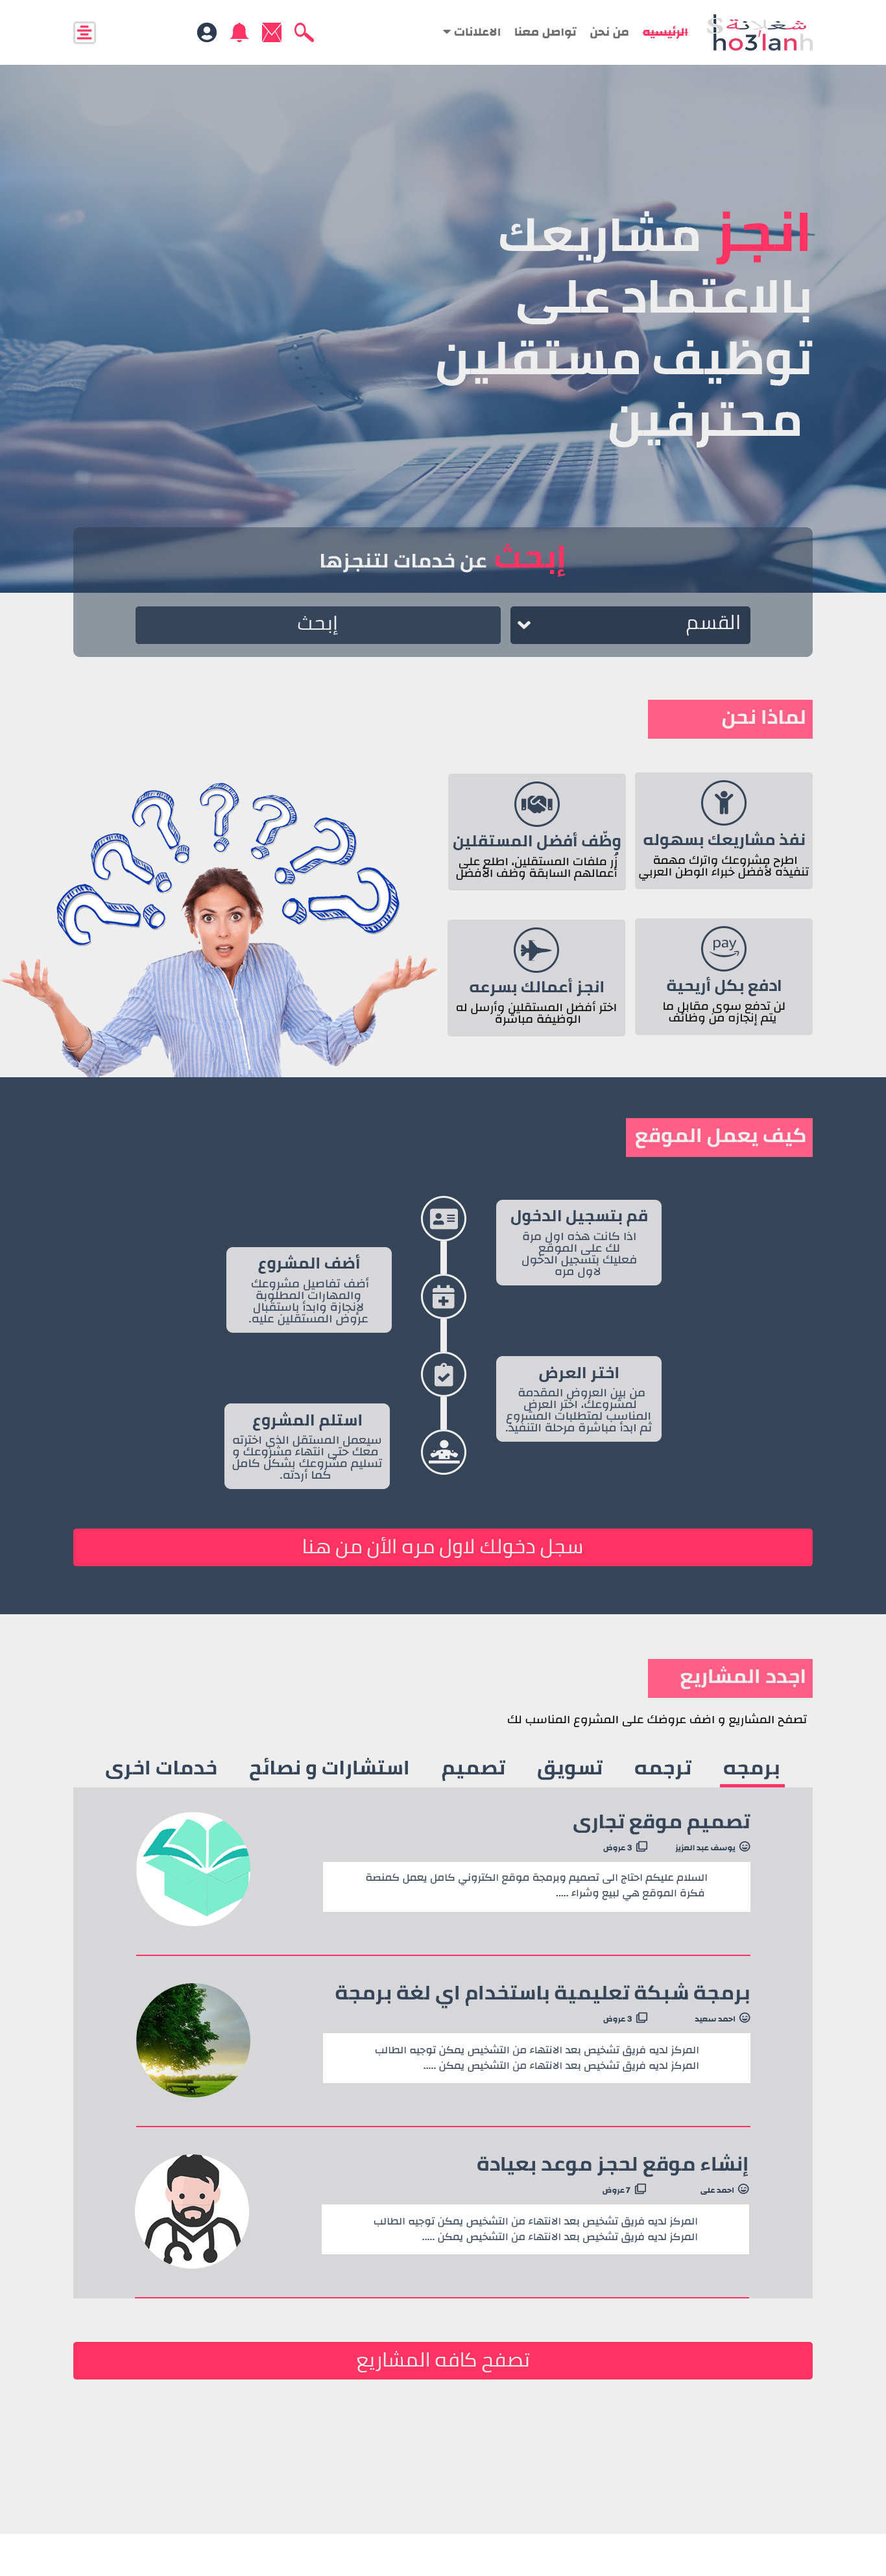 شغلانة
ho3lanh
الرئيسيه
من نحن
تواصل معنا
الاعلانات
انجز مشاريعك
بالاعتماد على
توظيف مستقلين
محترفين
إبحث عن خدمات لتنجزها
القسم
إبحث
لماذا نحن
نفذ مشاريعك بسهوله
اطرح مشروعك واترك مهمة
تنفيذه لأفضل خبراء الوطن العربي
وظّف أفضل المستقلين
زُر ملفات المستقلين، اطلع على
أعمالهم السابقة وظف الأفضل
pay
ادفع بكل أريحية
لن تدفع سوى مقابل ما
يتم إنجازه من وظائف
انجز أعمالك بسرعه
اختر أفضل المستقلين وأرسل له
الوظيفة مباشرة
كيف يعمل الموقع
قم بتسجيل الدخول
اذا كانت هذه اول مرة
لك على الموقع
فعليك بتسجيل الدخول
لاول مره
أضف المشروع
أضف تفاصيل مشروعك
والمهارات المطلوبة
لإنجازة وابدأ باستقبال
عروض المستقلين عليه.
اختر العرض
من بين العروض المقدمة
لمشروعك، اختر العرض
المناسب لمتطلبات المشروع
ثم ابدأ مباشرة مرحلة التنفيذ.
استلم المشروع
سيعمل المستقل الذى اخترته
معك حتى انتهاء مشروعك و
تسليم مشروعك بشكل كامل
كما أردته.
سجل دخولك لاول مره الأن من هنا
اجدد المشاريع
تصفح المشاريع و اضف عروضك على المشروع المناسب لك
برمجه
ترجمه
تسويق
تصميم
استشارات و نصائح
خدمات اخرى
تصميم موقع تجارى
يوسف عبد العزيز
3 عروض
السلام عليكم احتاج الى تصميم وبرمجة موقع الكتروني كامل يعمل كمنصة
فكرة الموقع هي لبيع وشراء .....
برمجة شبكة تعليمية باستخدام اي لغة برمجة
احمد سعيد
3 عروض
المركز لديه فريق تشخيص بعد الانتهاء من التشخيص يمكن توجيه الطالب
المركز لديه فريق تشخيص بعد الانتهاء من التشخيص يمكن .....
إنشاء موقع لحجز موعد بعيادة
احمد على
7 عروض
المركز لديه فريق تشخيص بعد الانتهاء من التشخيص يمكن توجيه الطالب
المركز لديه فريق تشخيص بعد الانتهاء من التشخيص يمكن .....
تصفح كافه المشاريع